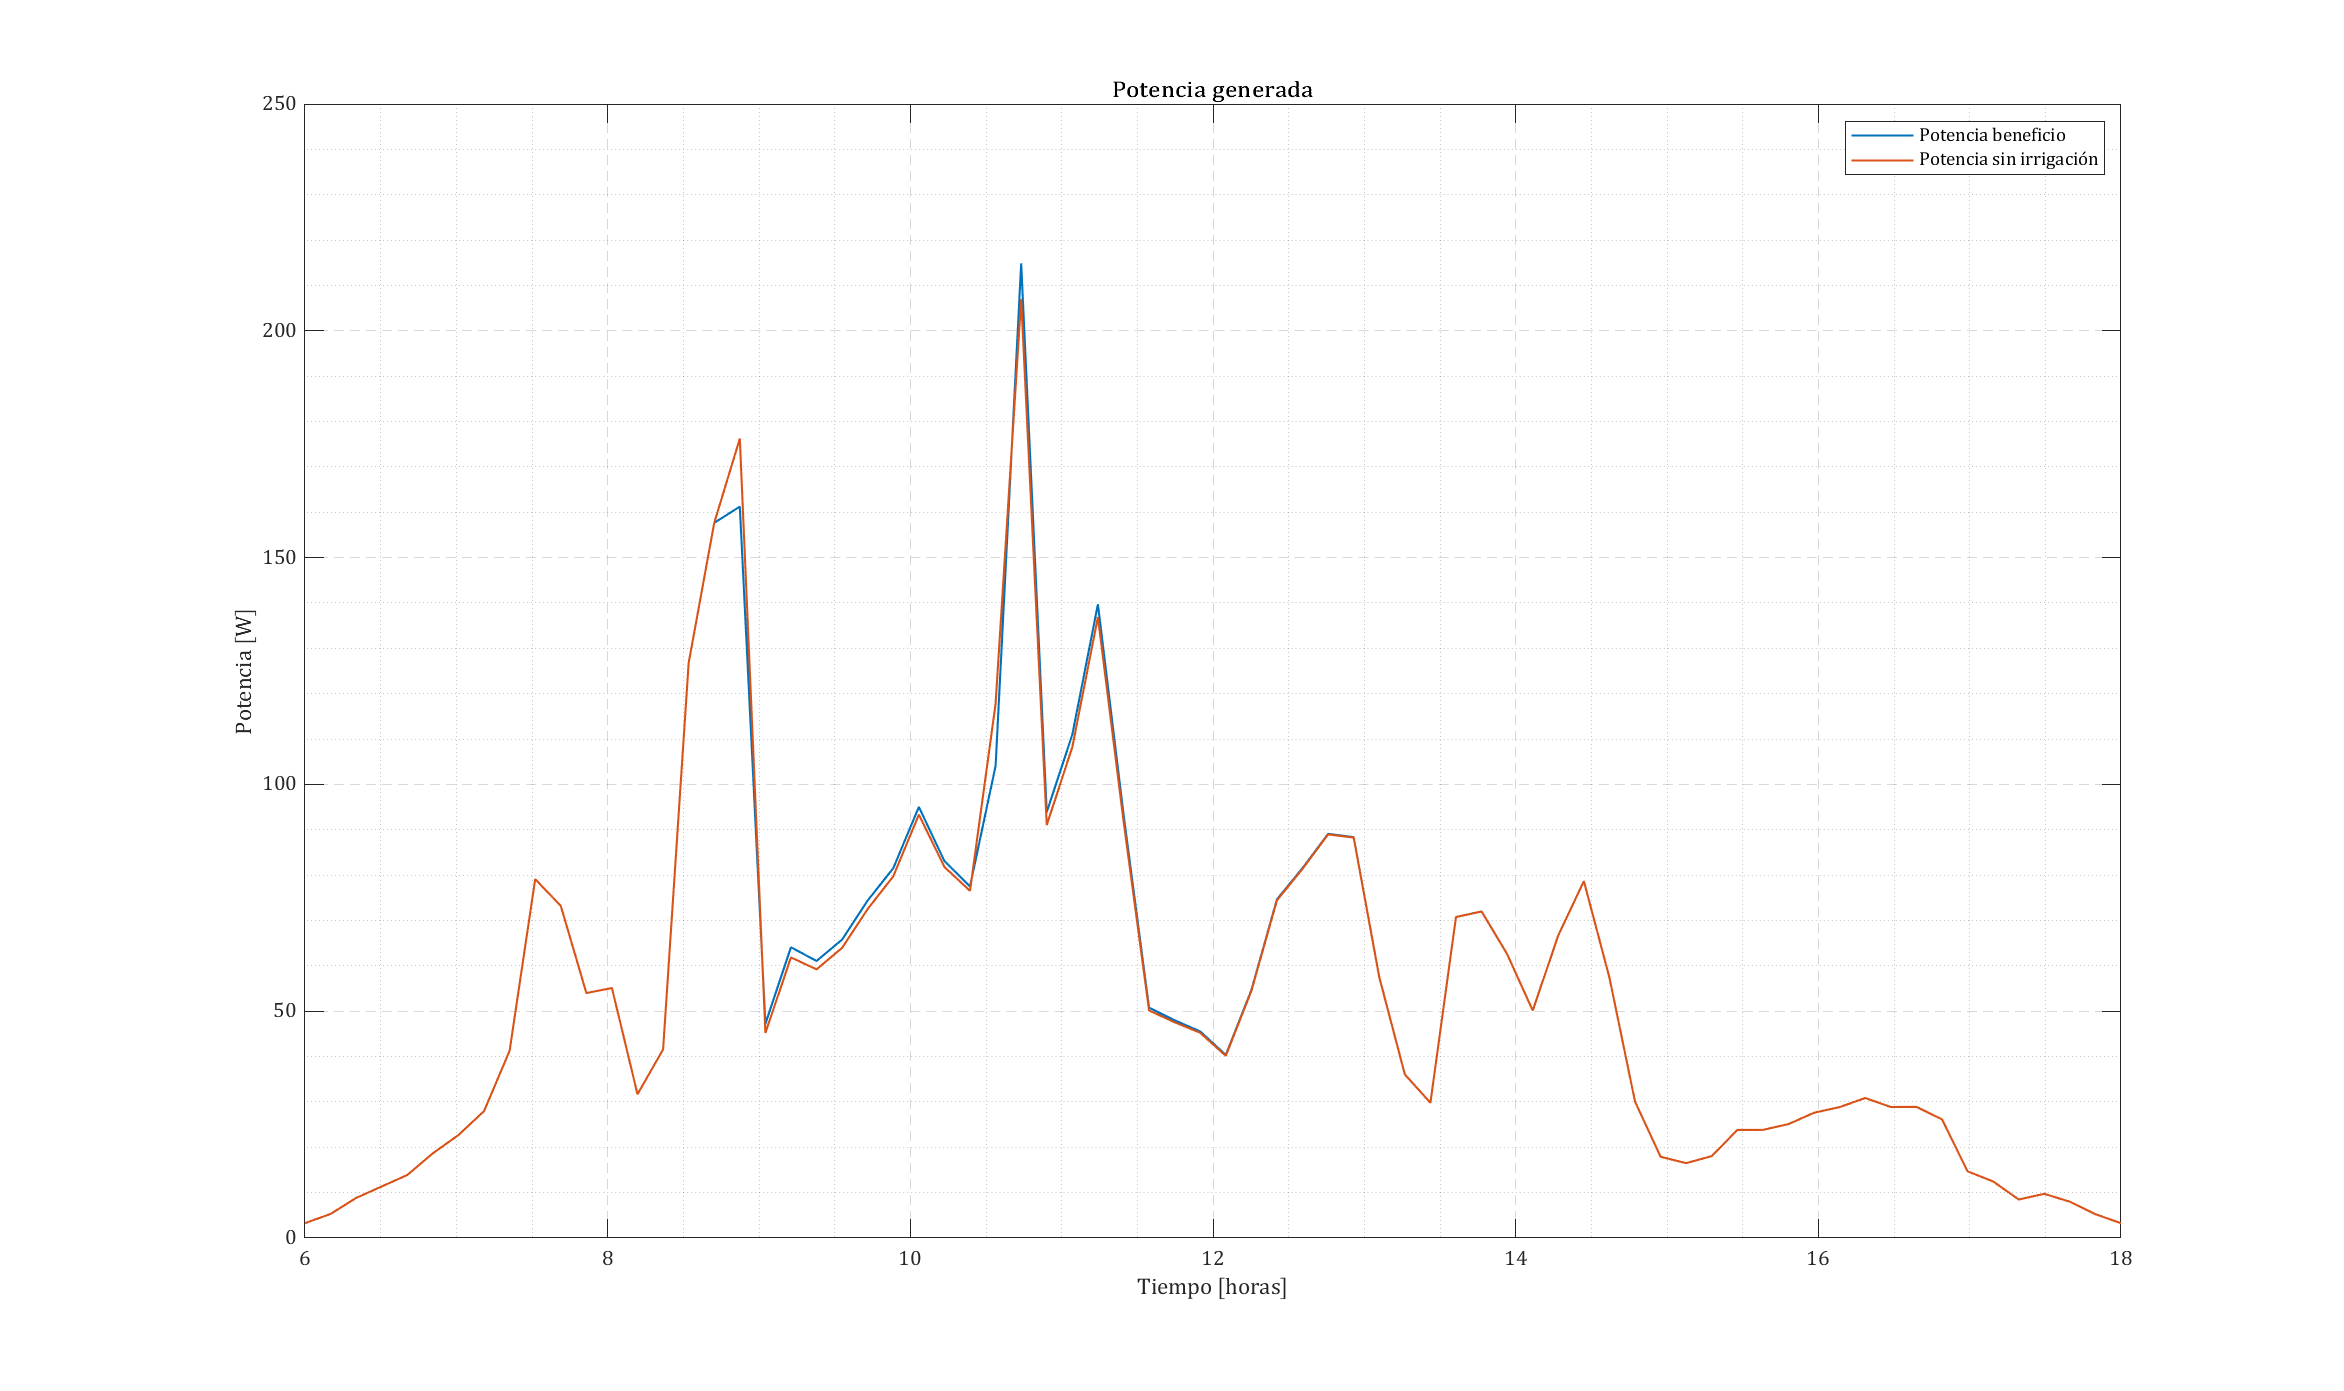 Potencia generada
250
200
150
100
50
0
Potencia [W]
Potencia beneficio
Potencia sin irrigación
6 8 10 12 14 16 18
Tiempo [horas]